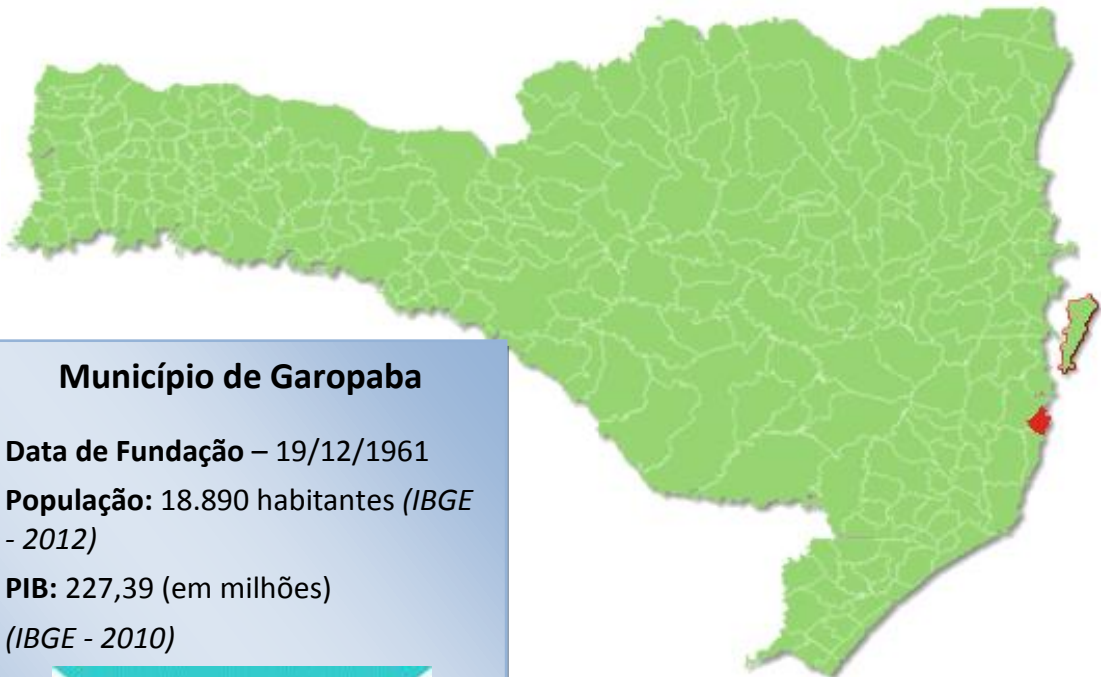 Município de Garopaba
Data de Fundação – 19/12/1961
População: 18.890 habitantes (IBGE
- 2012)
PIB: 227,39 (em milhões)
(IBGE - 2010)